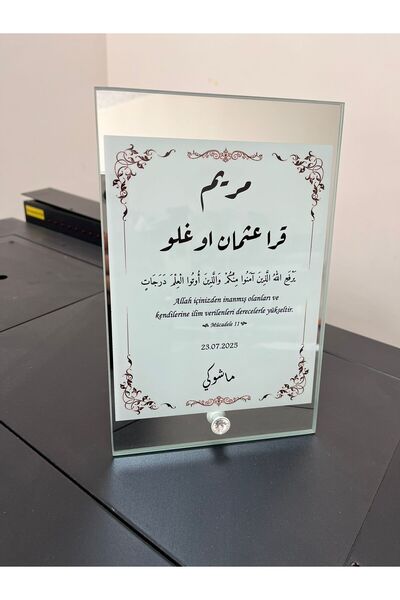 مريم
قرا عثمان اوغلو
يَرْفَعِ اللّٰهُ الَّذِينَ آمَنُوا مِنْكُمْ وَالَّذِينَ أُوتُوا الْعِلْمَ دَرَجَاتٍ
Allah içinizden inanmış olanları ve
kendilerine ilim verilenleri derecelerle yükseltir.
Mücadele 11
23.07.2025
ماشوكي